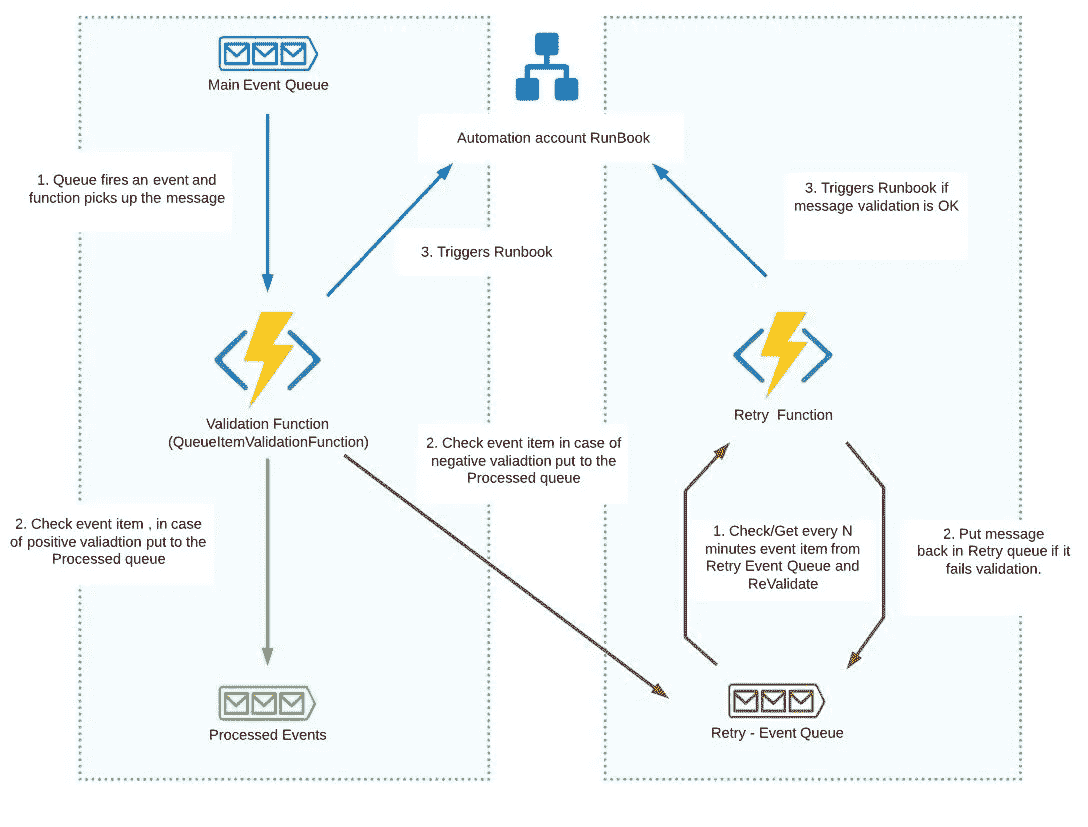 Main Event Queue
Automation account RunBook
1. Queue fires an event and
function picks up the message
3. Triggers Runbook
3. Triggers Runbook if
message validation is OK
Validation Function
(QueueItemValidationFunction)
Retry Function
2. Check event item in case of
negative valiadtion put to the
Processed queue
2. Check event item , in case
of positive valiadtion put to the
Processed queue
1. Check/Get every N
minutes event item from
Retry Event Queue and
ReValidate
2. Put message
back in Retry queue if it
fails validation.
Processed Events
Retry - Event Queue